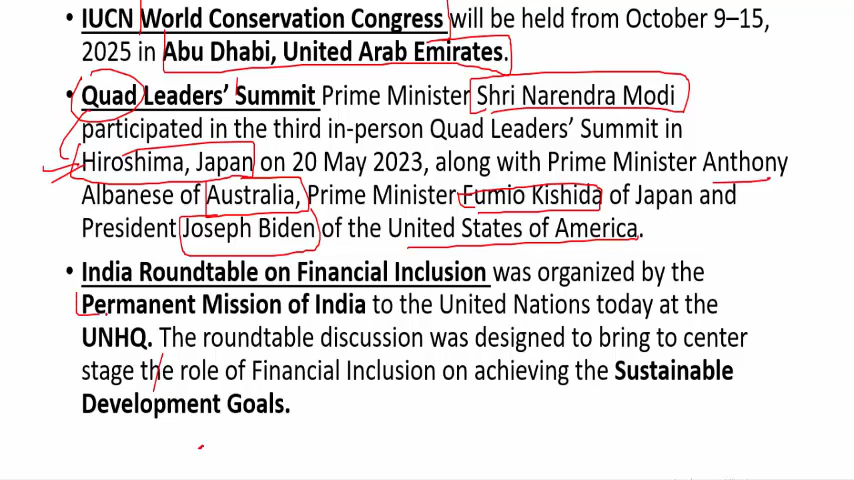 • IUCN World Conservation Congress will be held from October 9–15,
2025 in Abu Dhabi, United Arab Emirates.
• Quad Leaders’ Summit Prime Minister Shri Narendra Modi
participated in the third in-person Quad Leaders’ Summit in
Hiroshima, Japan on 20 May 2023, along with Prime Minister Anthony
Albanese of Australia, Prime Minister Fumio Kishida of Japan and
President Joseph Biden of the United States of America.
• India Roundtable on Financial Inclusion was organized by the
Permanent Mission of India to the United Nations today at the
UNHQ. The roundtable discussion was designed to bring to center
stage the role of Financial Inclusion on achieving the Sustainable
Development Goals.